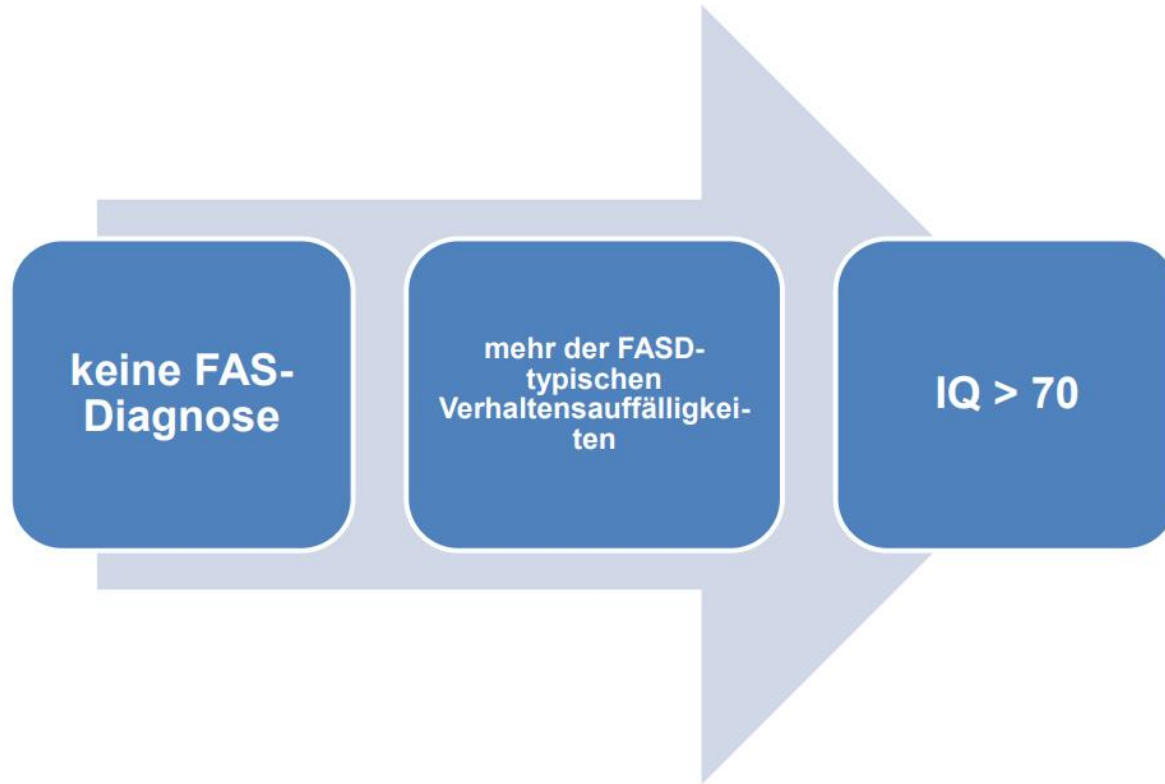 keine FAS-
Diagnose
mehr der FASD-
typischen
Verhaltensauffälligkei-
ten
IQ > 70